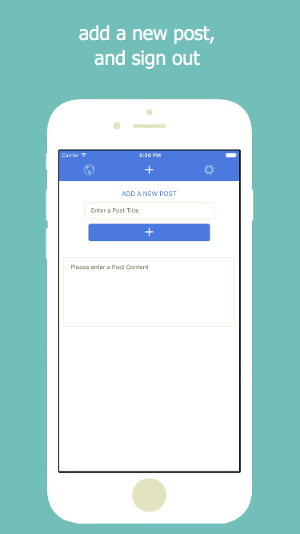 add a new post,
and sign out
Carrier 8:06 PM
ADD A NEW POST
Enter a Post Title
Please enter a Post Content